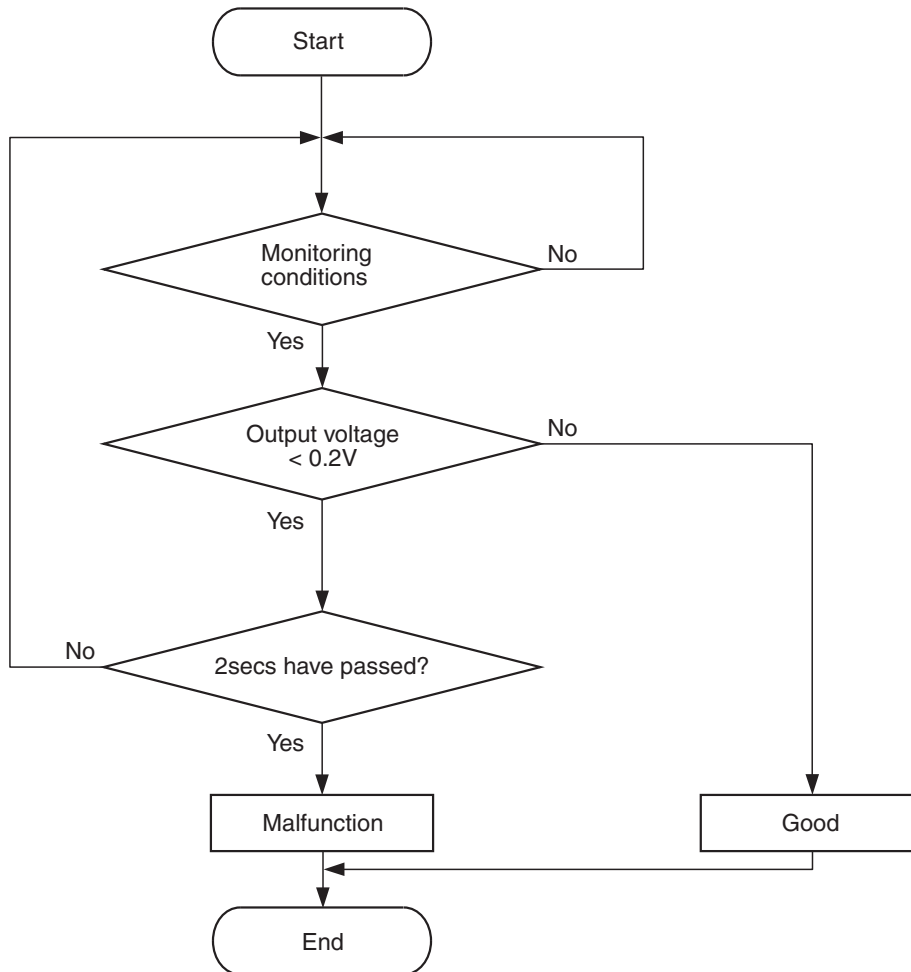 Start
Monitoring
conditions
No
Yes
Output voltage
< 0.2V
No
Yes
No
2secs have passed?
Yes
Malfunction
Good
End